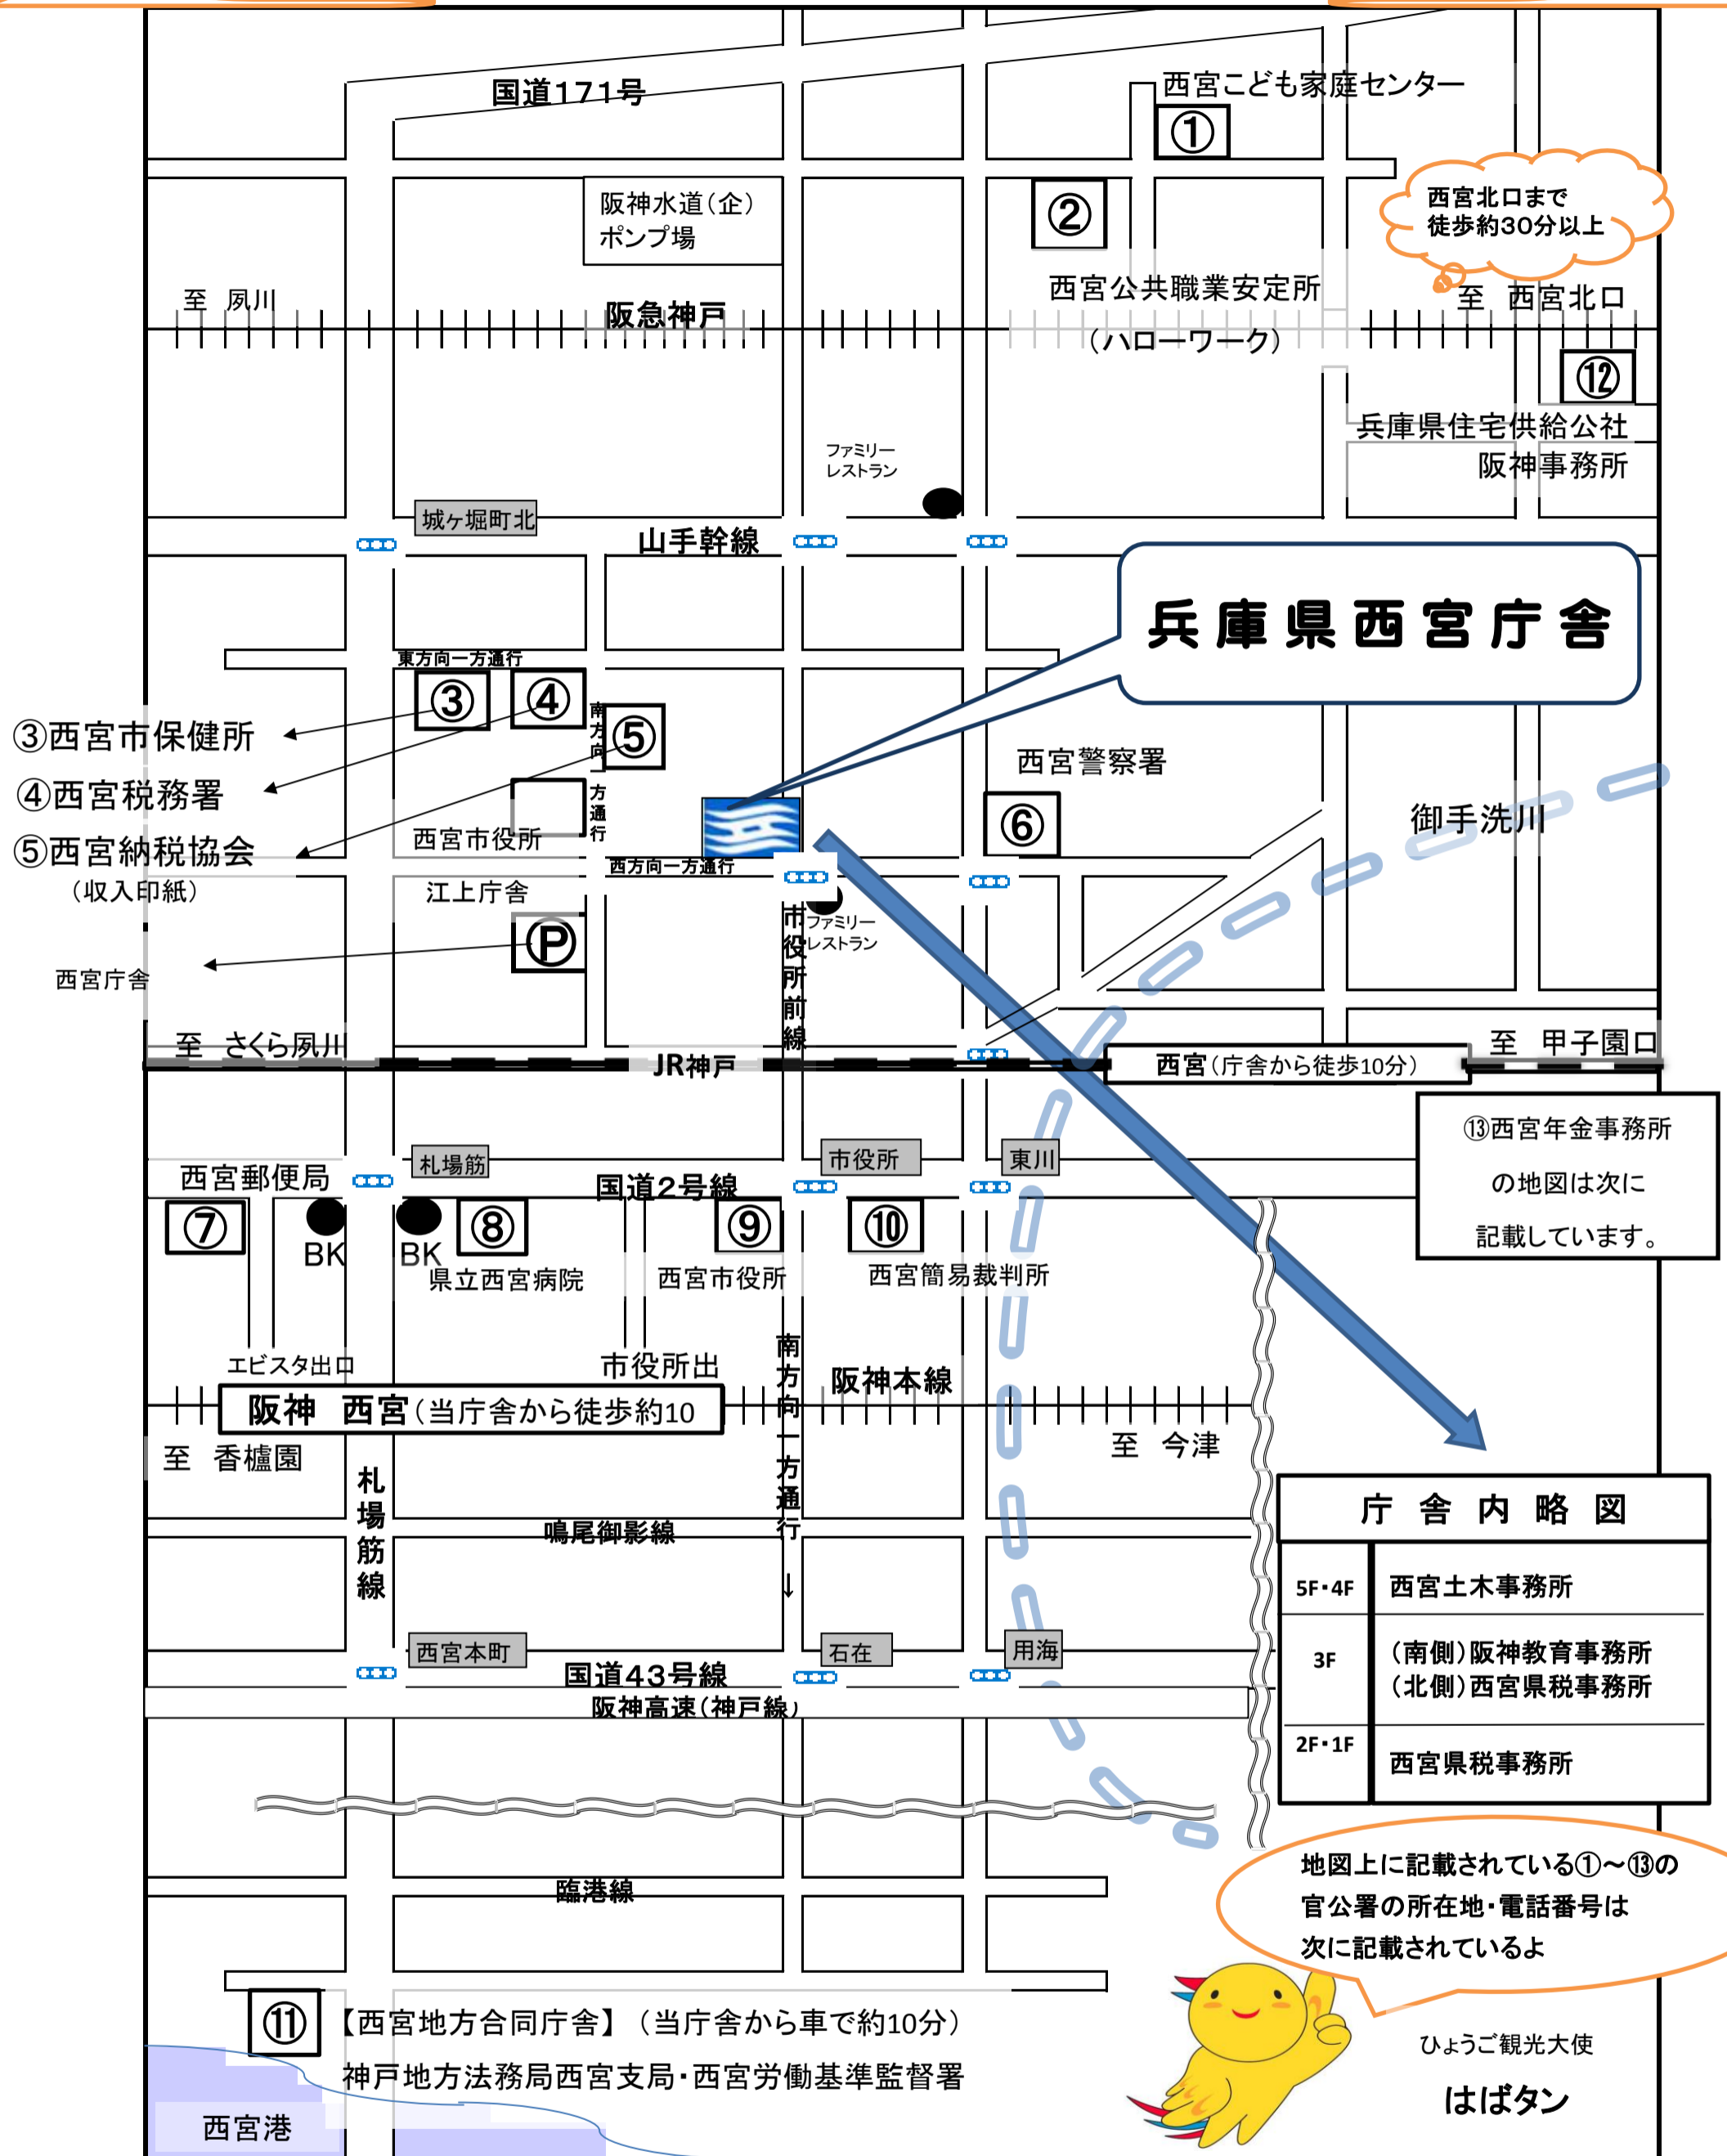 国道171号
西宮こども家庭センター
①
②
阪神水道（企）
ポンプ場
西宮北口まで
徒歩約30分以上
西宮公共職業安定所
（ハローワーク）
至　夙川
阪急神戸
至　西宮北口
⑫
兵庫県住宅供給公社
阪神事務所
ファミリー
レストラン
城ヶ堀町北
山手幹線
兵庫県西宮庁舎
東方向一方通行
③
④
⑤
南方向一方通行
③西宮市保健所
④西宮税務署
⑤西宮納税協会
（収入印紙）
西宮警察署
⑥
御手洗川
西宮市役所
江上庁舎
西方向一方通行
Ⓟ
西宮庁舎
ファミリー
レストラン
市役所前線
至　さくら夙川
JR神戸
西宮（庁舎から徒歩10分）
至　甲子園口
⑬西宮年金事務所
の地図は次に
記載しています。
西宮郵便局
札場筋
国道2号線
市役所
東川
⑦
BK
BK
⑧
⑨
⑩
県立西宮病院
西宮市役所
西宮簡易裁判所
エビスタ出口
市役所出
南方向一方通行↓
阪神本線
阪神　西宮（当庁舎から徒歩約10
至　香櫨園
至　今津
札場筋線
鳴尾御影線
西宮本町
石在
用海
国道43号線
阪神高速（神戸線）
庁舎内略図
5F・4F　西宮土木事務所
3F　（南側）阪神教育事務所
（北側）西宮県税事務所
2F・1F　西宮県税事務所
臨港線
地図上に記載されている①～⑬の
官公署の所在地・電話番号は
次に記載されているよ
⑪
【西宮地方合同庁舎】（当庁舎から車で約10分）
神戸地方法務局西宮支局・西宮労働基準監督署
西宮港
ひょうご観光大使
はばタン